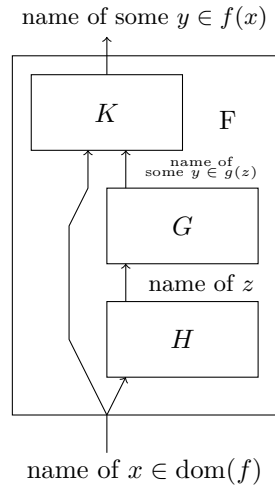 name of some y ∈ f(x)
K
F
name of
some y ∈ g(z)
G
name of z
H
name of x ∈ dom(f)